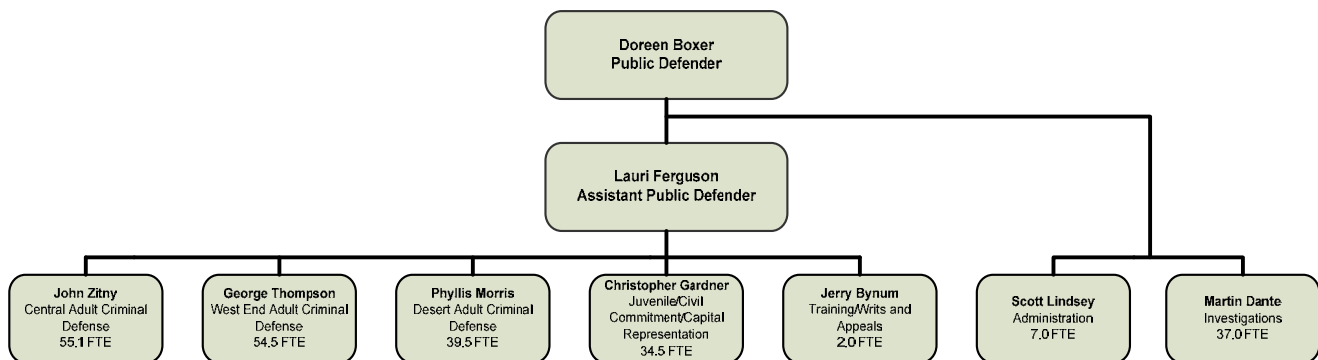 Doreen Boxer
Public Defender
Lauri Ferguson
Assistant Public Defender
John Zitny
Central Adult Criminal
Defense
55.1 FTE
George Thompson
West End Adult Criminal
Defense
54.5 FTE
Phyllis Morris
Desert Adult Criminal
Defense
39.5 FTE
Christopher Gardner
Juvenile/Civil
Commitment/Capital
Representation
34.5 FTE
Jerry Bynum
Training/Writs and
Appeals
2.0 FTE
Scott Lindsey
Administration
7.0 FTE
Martin Dante
Investigations
37.0 FTE